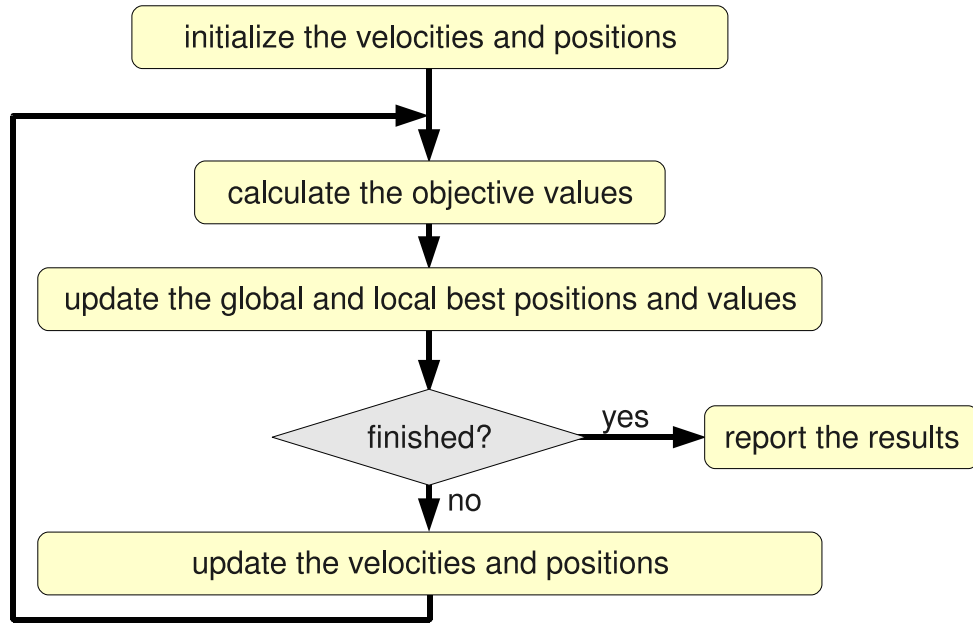 initialize the velocities and positions
calculate the objective values
update the global and local best positions and values
finished?
yes
report the results
no
update the velocities and positions